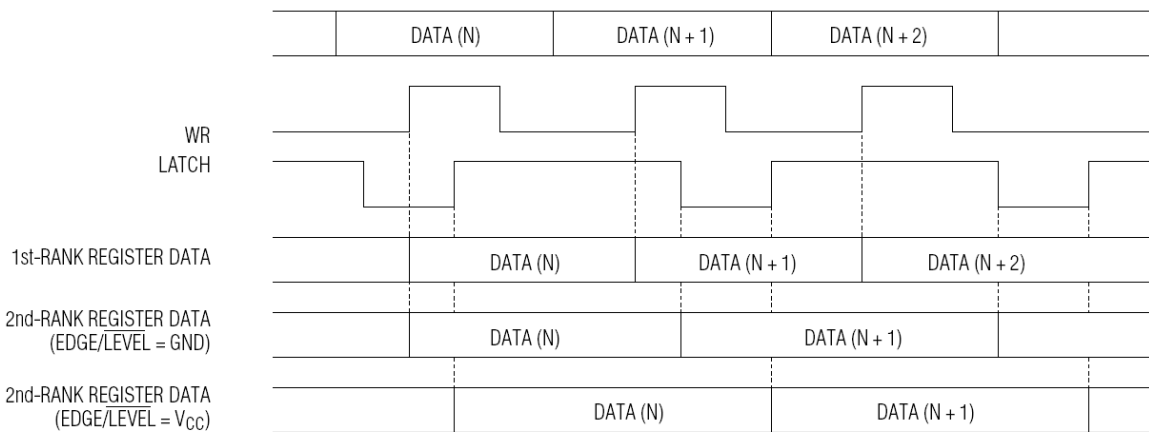 DATA (N) DATA (N + 1) DATA (N + 2)
WR
LATCH
1st-RANK REGISTER DATA DATA (N) DATA (N + 1) DATA (N + 2)
2nd-RANK REGISTER DATA
(EDGE/LEVEL = GND) DATA (N) DATA (N + 1)
2nd-RANK REGISTER DATA
(EDGE/LEVEL = VCC) DATA (N) DATA (N + 1)